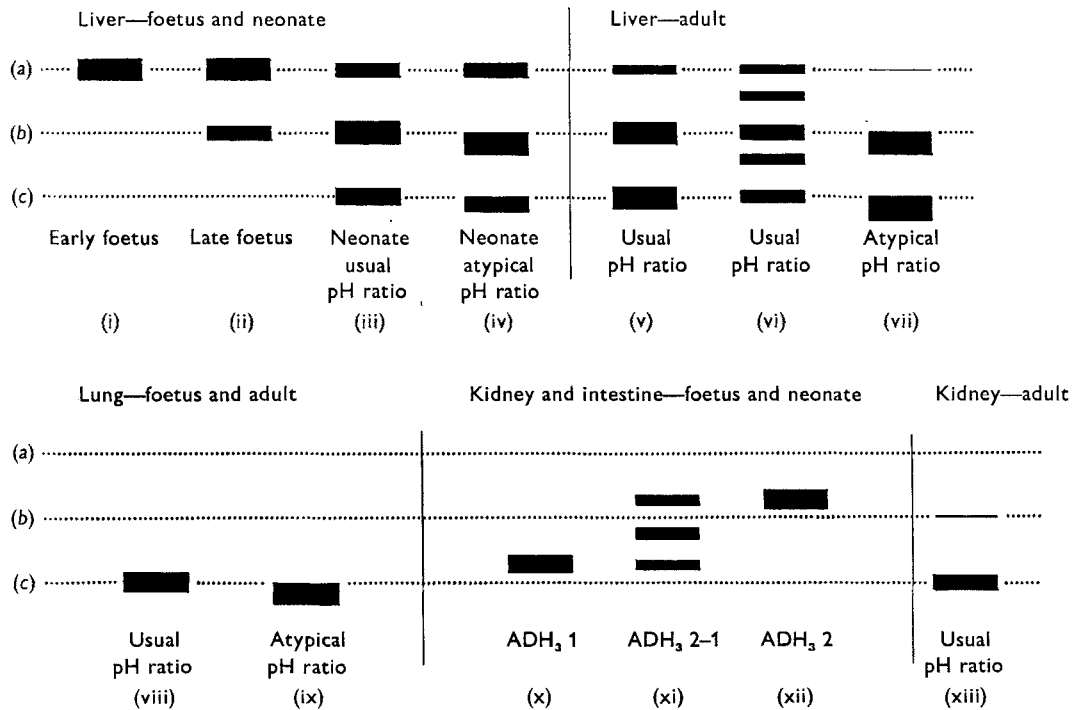 Liver—foetus and neonate
Liver—adult
(a)
(b)
(c)
Early foetus
Late foetus
Neonate
usual
pH ratio
Neonate
atypical
pH ratio
Usual
pH ratio
Usual
pH ratio
Atypical
pH ratio
(i)
(ii)
(iii)
(iv)
(v)
(vi)
(vii)
Lung—foetus and adult
Kidney and intestine—foetus and neonate
Kidney—adult
(a)
(b)
(c)
Usual
pH ratio
Atypical
pH ratio
ADH₃ 1
ADH₃ 2–1
ADH₃ 2
Usual
pH ratio
(viii)
(ix)
(x)
(xi)
(xii)
(xiii)